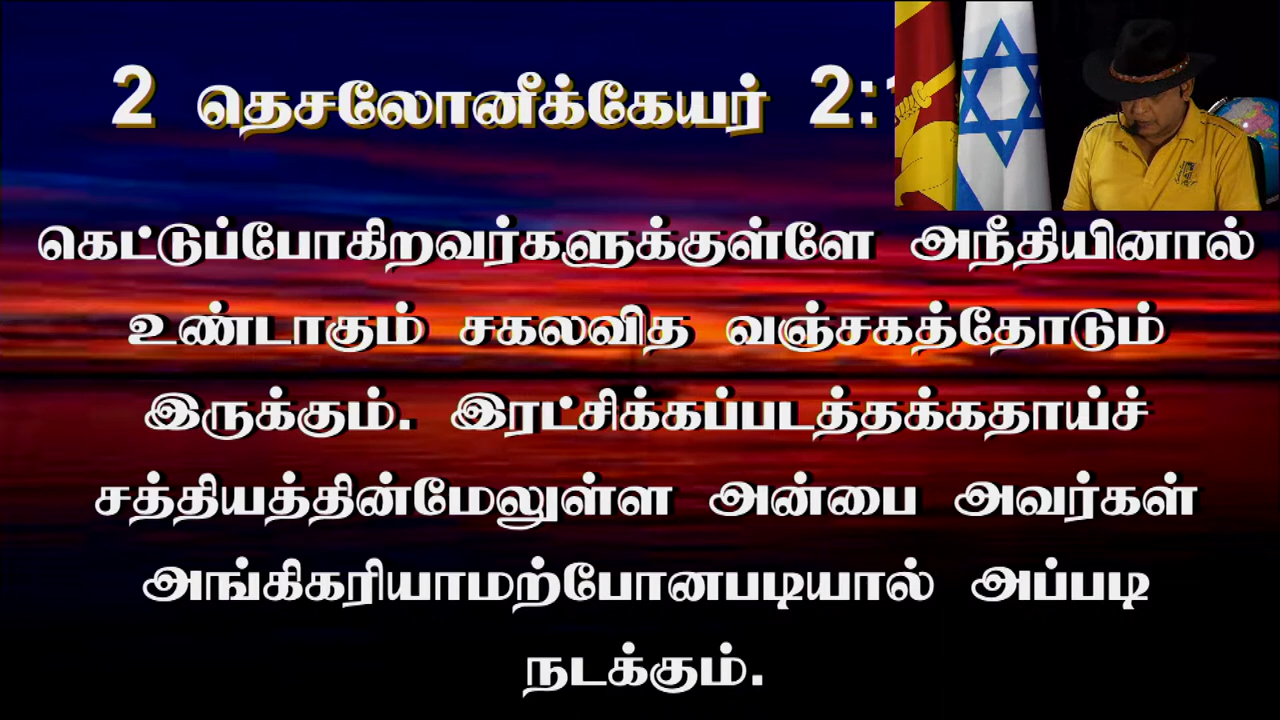 2 தெசலோனீக்கேயர் 2:1
கெட்டுப்போகிறவர்களுக்குள்ளே அநீதியினால்
உண்டாகும் சகலவித வஞ்சகத்தோடும்
இருக்கும். இரட்சிக்கப்படத்தக்கதாய்ச்
சத்தியத்தின்மேலுள்ள அன்பை அவர்கள்
அங்கிகரியாமற்போனபடியால் அப்படி
நடக்கும்.